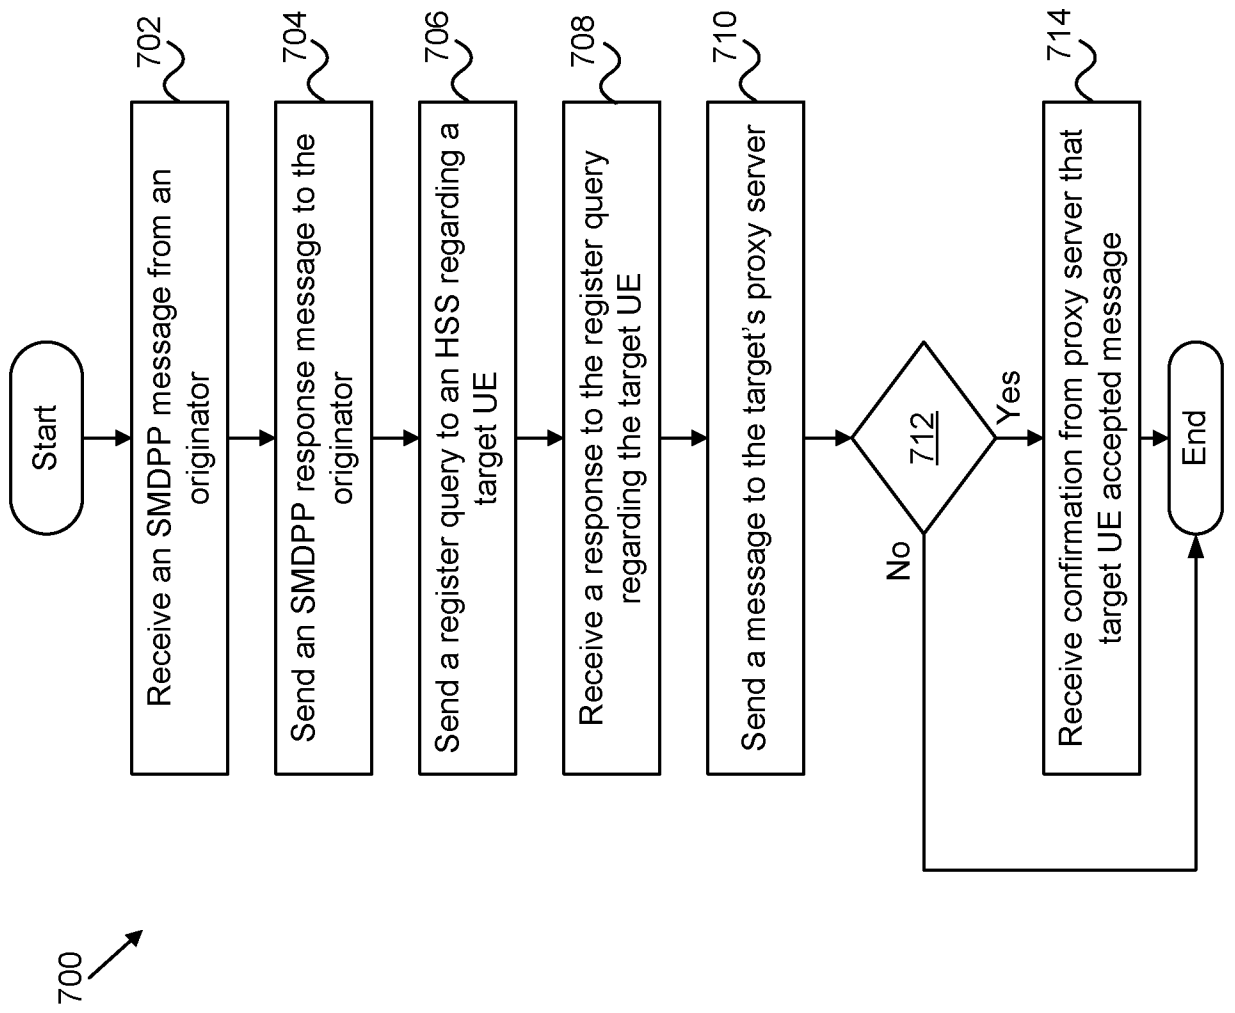 700
Start
702
Receive an SMDPP message from an
originator
704
Send an SMDPP response message to the
originator
706
Send a register query to an HSS regarding a
target UE
708
Receive a response to the register query
regarding the target UE
710
Send a message to the target's proxy server
712
No
Yes
714
Receive confirmation from proxy server that
target UE accepted message
End